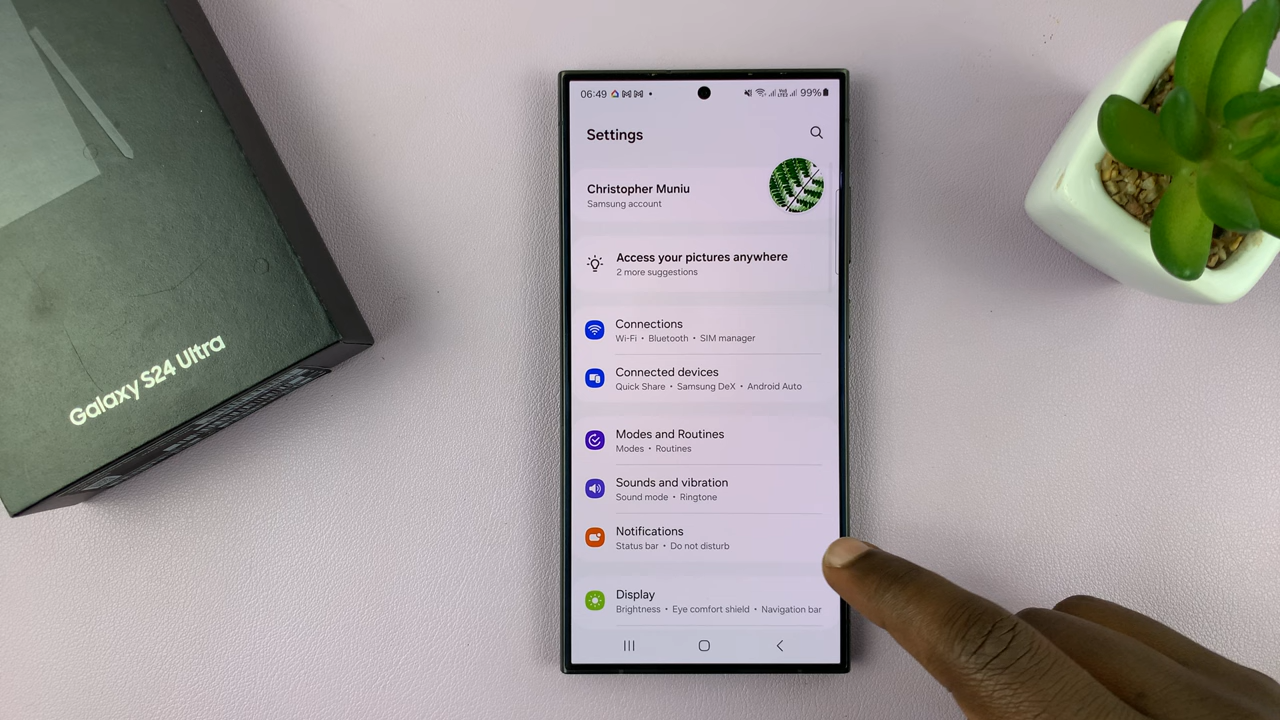 Galaxy S24 Ultra
06:49
99%
Settings
Christopher Muniu
Samsung account
Access your pictures anywhere
2 more suggestions
Connections
Wi-Fi • Bluetooth • SIM manager
Connected devices
Quick Share • Samsung DeX • Android Auto
Modes and Routines
Modes • Routines
Sounds and vibration
Sound mode • Ringtone
Notifications
Status bar • Do not disturb
Display
Brightness • Eye comfort shield • Navigation bar